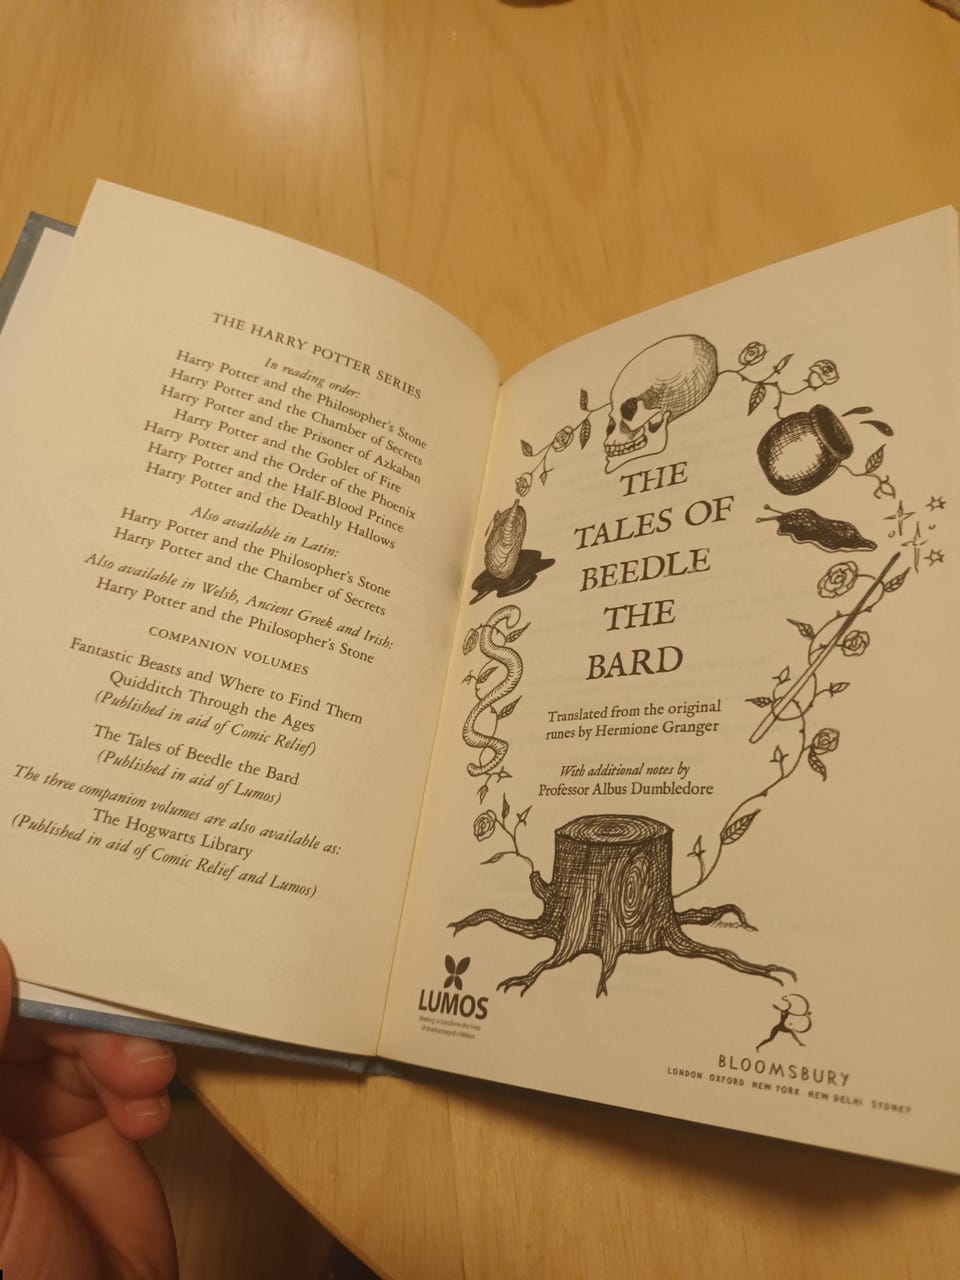 THE HARRY POTTER SERIES
In reading order:
Harry Potter and the Philosopher's Stone
Harry Potter and the Chamber of Secrets
Harry Potter and the Prisoner of Azkaban
Harry Potter and the Goblet of Fire
Harry Potter and the Order of the Phoenix
Harry Potter and the Half-Blood Prince
Harry Potter and the Deathly Hallows
Also available in Latin:
Harry Potter and the Philosopher's Stone
Harry Potter and the Chamber of Secrets
Also available in Welsh, Ancient Greek and Irish:
Harry Potter and the Philosopher's Stone
COMPANION VOLUMES
Fantastic Beasts and Where to Find Them
Quidditch Through the Ages
(Published in aid of Comic Relief)
The Tales of Beedle the Bard
(Published in aid of Lumos)
The three companion volumes are also available as:
The Hogwarts Library
(Published in aid of Comic Relief and Lumos)
THE
TALES OF
BEEDLE
THE
BARD
Translated from the original
runes by Hermione Granger
With additional notes by
Professor Albus Dumbledore
LUMOS
Working to transform the lives
of disadvantaged children
BLOOMSBURY
LONDON OXFORD NEW YORK NEW DELHI SYDNEY